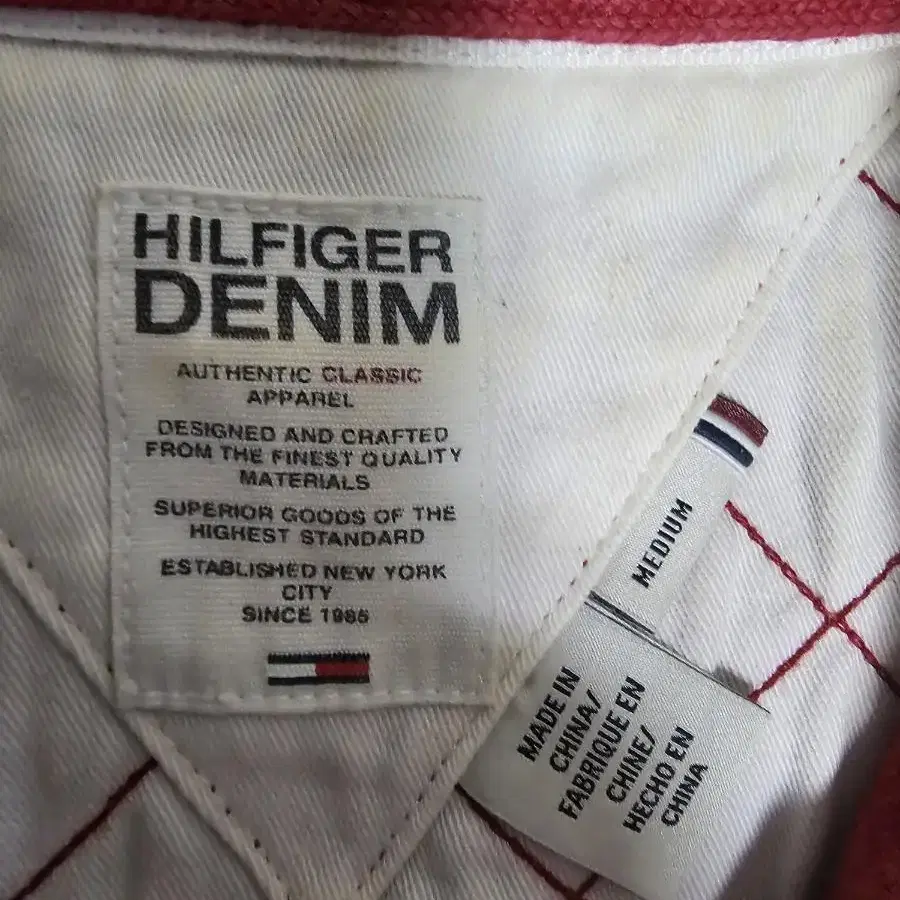 HILFIGER
DENIM
AUTHENTIC CLASSIC
APPAREL
DESIGNED AND CRAFTED
FROM THE FINEST QUALITY
MATERIALS
SUPERIOR GOODS OF THE
HIGHEST STANDARD
ESTABLISHED NEW YORK
CITY
SINCE 1985
MEDIUM
MADE IN
CHINA/
FABRIQUE EN
CHINE/
HECHO EN
CHINA